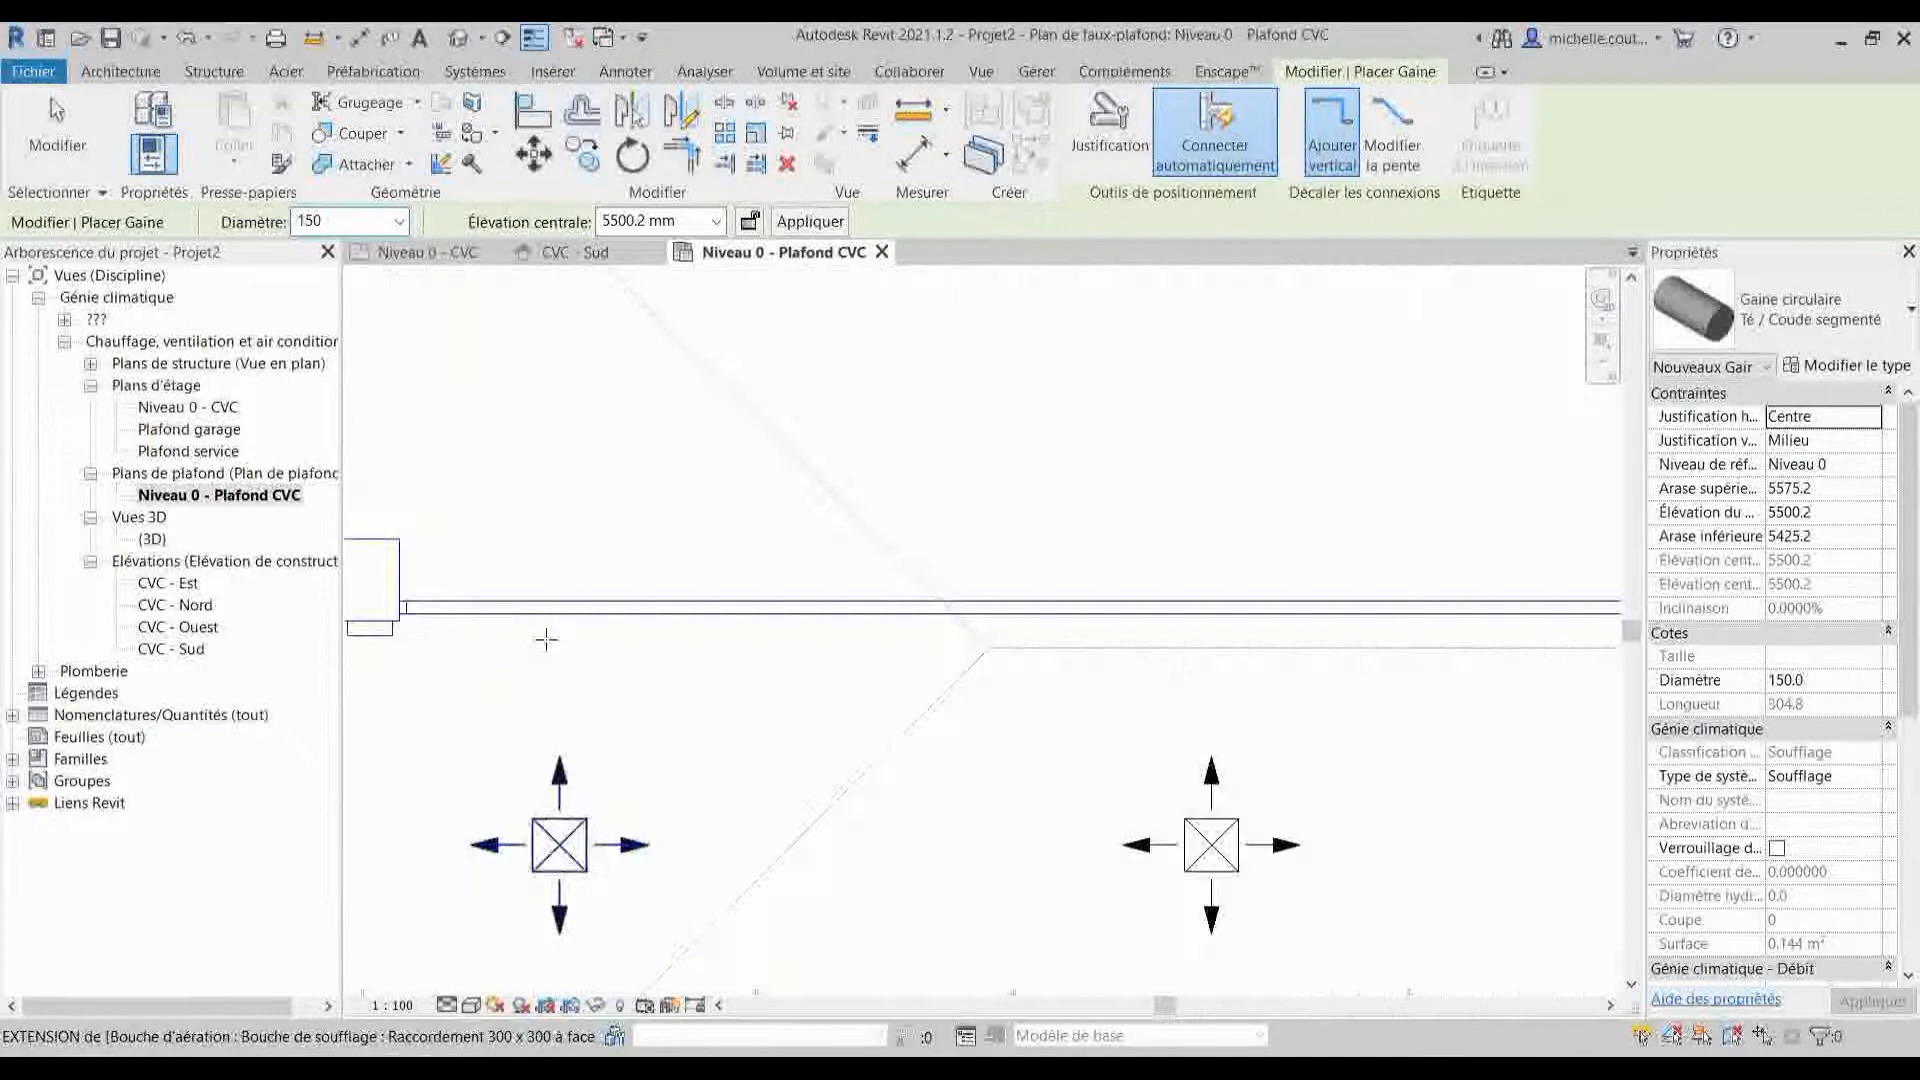 Autodesk Revit 2021.1.2 - Projet2 - Plan de faux-plafond: Niveau 0 Plafond CVC
michelle.cout...
Fichier Architecture Structure Acier Préfabrication Systèmes Insérer Annoter Analyser Volume et site Collaborer Vue Gérer Compléments Enscape™ Modifier | Placer Gaine
Modifier
Coller
Grugeage
Couper
Attacher
Justification
Connecter automatiquement
Ajouter vertical
Modifier la pente
Sélectionner Propriétés Presse-papiers Géométrie Modifier Vue Mesurer Créer Outils de positionnement Décaler les connexions Etiquette
Modifier | Placer Gaine Diamètre: 150 Élévation centrale: 5500.2 mm Appliquer
Arborescence du projet - Projet2
Niveau 0 - CVC CVC - Sud Niveau 0 - Plafond CVC
Vues (Discipline)
Génie climatique
???
Chauffage, ventilation et air condition
Plans de structure (Vue en plan)
Plans d'étage
Niveau 0 - CVC
Plafond garage
Plafond service
Plans de plafond (Plan de plafond
Niveau 0 - Plafond CVC
Vues 3D
(3D)
Elévations (Elévation de construct
CVC - Est
CVC - Nord
CVC - Ouest
CVC - Sud
Plomberie
Légendes
Nomenclatures/Quantités (tout)
Feuilles (tout)
Familles
Groupes
Liens Revit
Propriétés
Gaine circulaire
Té / Coude segmenté
Nouveaux Gair Modifier le type
Contraintes
Justification h... Centre
Justification v... Milieu
Niveau de réf... Niveau 0
Arase supérie... 5575.2
Élévation du ... 5500.2
Arase inférieure 5425.2
Élévation cent... 5500.2
Élévation cent... 5500.2
Inclinaison 0.0000%
Cotes
Taille
Diamètre 150.0
Longueur 304.8
Génie climatique
Classification ... Soufflage
Type de systè... Soufflage
Nom du systé...
Abréviation d...
Verrouillage d...
Coefficient de... 0.000000
Diamètre hydi... 0.0
Coupe 0
Surface 0.144 m²
Génie climatique - Débit
Aide des propriétés Appliquer
1 : 100
EXTENSION de [Bouche d'aération : Bouche de soufflage : Raccordement 300 x 300 à face :0 Modèle de base :0